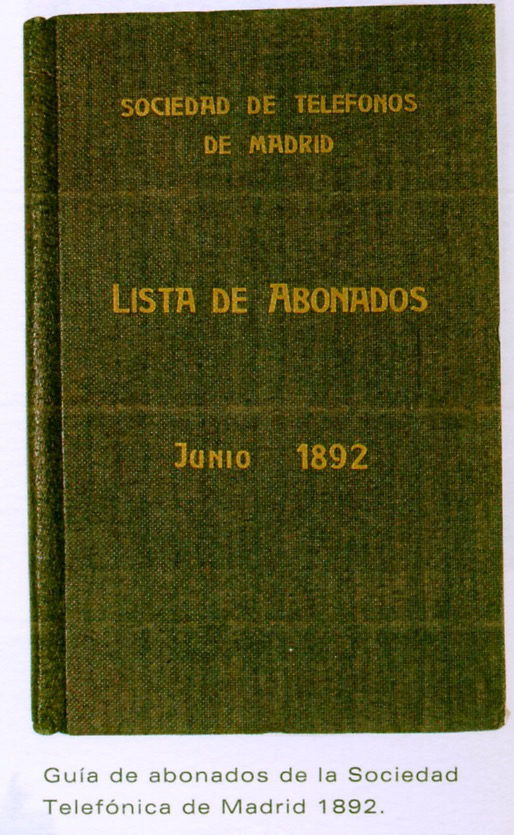 SOCIEDAD DE TELEFONOS
DE MADRID
LISTA DE ABONADOS
JUNIO 1892
Guía de abonados de la Sociedad
Telefónica de Madrid 1892.